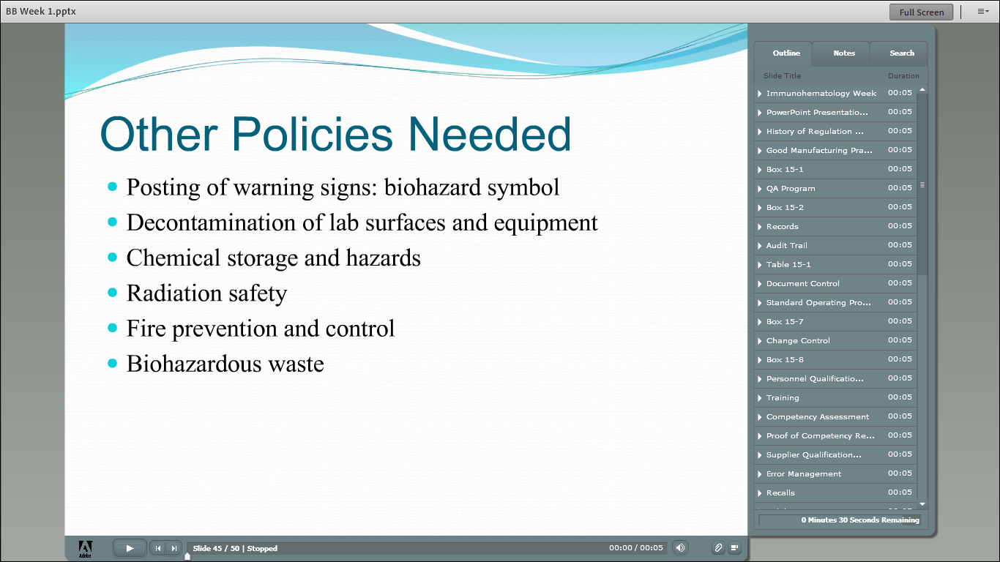 BB Week 1.pptx
Full Screen
Other Policies Needed
Posting of warning signs: biohazard symbol
Decontamination of lab surfaces and equipment
Chemical storage and hazards
Radiation safety
Fire prevention and control
Biohazardous waste
Outline Notes Search
Slide Title Duration
Immunohematology Week 00:05
PowerPoint Presentatio... 00:05
History of Regulation ... 00:05
Good Manufacturing Pra... 00:05
Box 15-1 00:05
QA Program 00:05
Box 15-2 00:05
Records 00:05
Audit Trail 00:05
Table 15-1 00:05
Document Control 00:05
Standard Operating Pro... 00:05
Box 15-7 00:05
Change Control 00:05
Box 15-8 00:05
Personnel Qualificatio... 00:05
Training 00:05
Competency Assessment 00:05
Proof of Competency Re... 00:05
Supplier Qualification... 00:05
Error Management 00:05
Recalls 00:05
0 Minutes 30 Seconds Remaining
Adobe
Slide 45 / 50 | Stopped
00:00 / 00:05